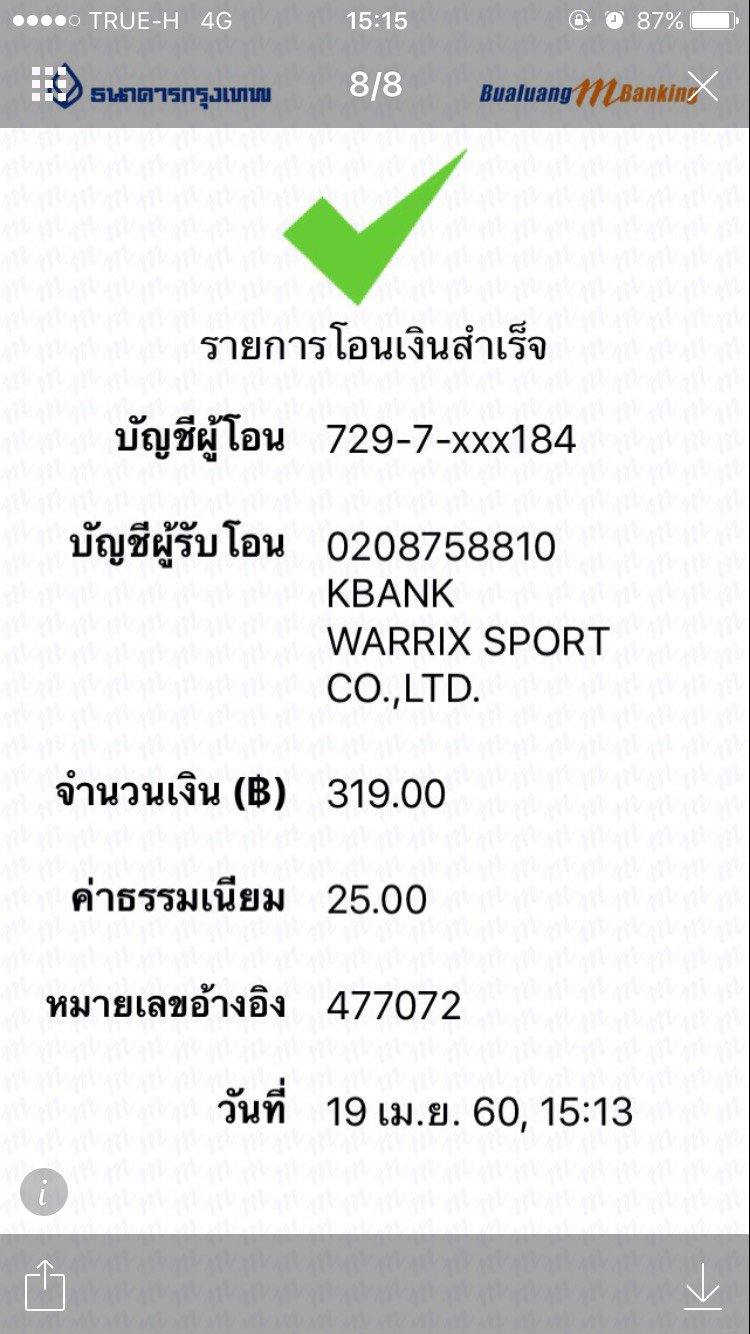 TRUE-H 4G 15:15 87%
ธนาคารกรุงเทพ 8/8 Bualuang mBanking
รายการโอนเงินสำเร็จ
บัญชีผู้โอน 729-7-xxx184
บัญชีผู้รับโอน 0208758810
KBANK
WARRIX SPORT
CO.,LTD.
จำนวนเงิน (฿) 319.00
ค่าธรรมเนียม 25.00
หมายเลขอ้างอิง 477072
วันที่ 19 เม.ย. 60, 15:13
i